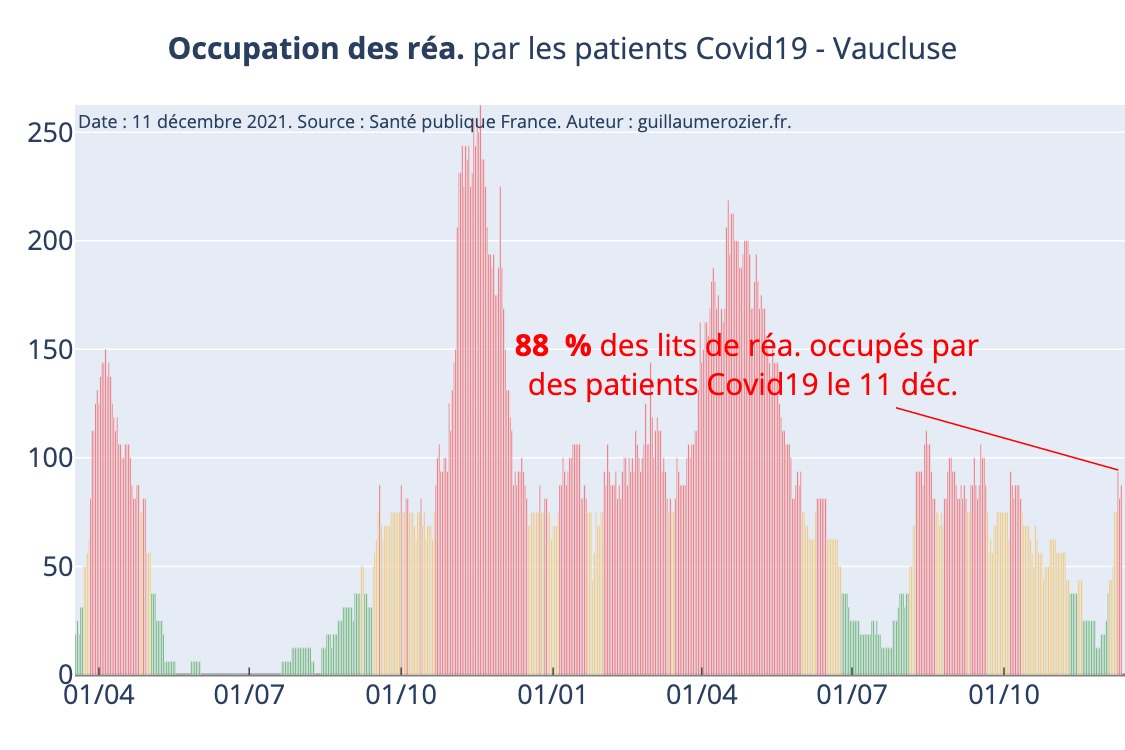 Occupation des réa. par les patients Covid19 - Vaucluse
Date : 11 décembre 2021. Source : Santé publique France. Auteur : guillaumerozier.fr.
250
200
150
100
50
0
88  % des lits de réa. occupés par
des patients Covid19 le 11 déc.
01/04 01/07 01/10 01/01 01/04 01/07 01/10